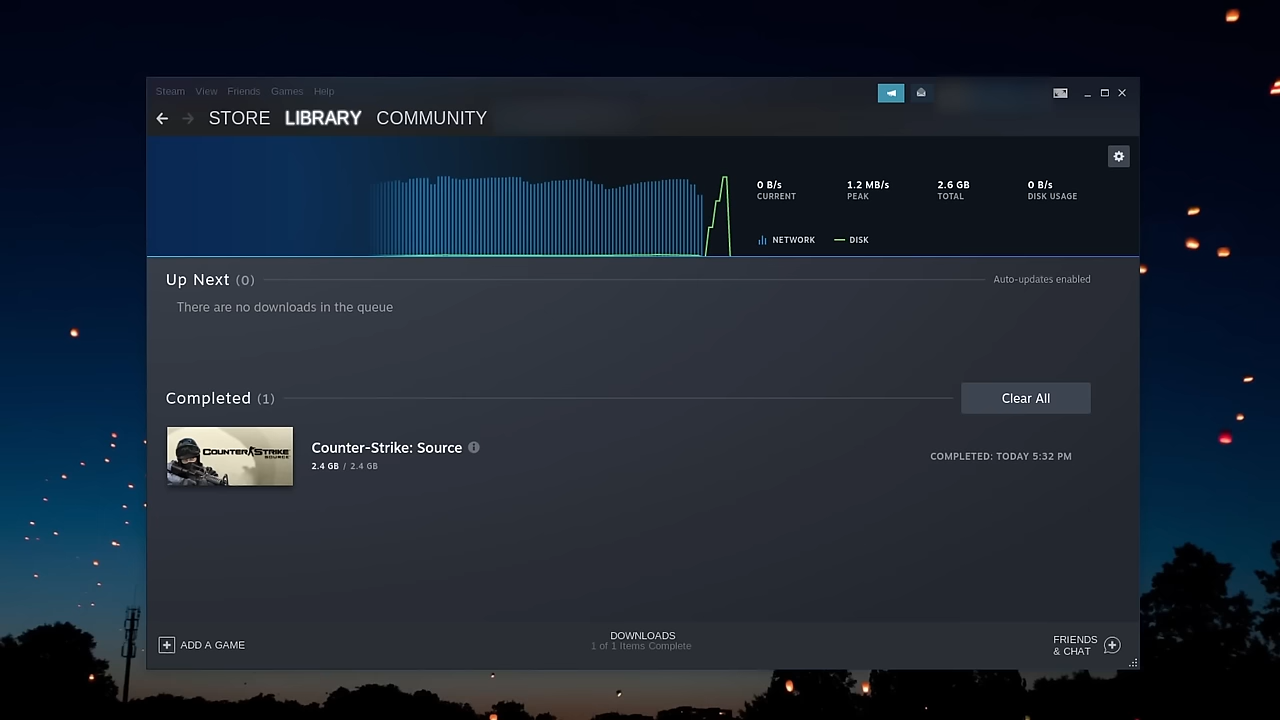 Steam View Friends Games Help
STORE LIBRARY COMMUNITY
0 B/s 1.2 MB/s 2.6 GB 0 B/s
CURRENT PEAK TOTAL DISK USAGE
NETWORK DISK
Up Next (0) Auto-updates enabled
There are no downloads in the queue
Completed (1) Clear All
COUNTER STRIKE
SOURCE
Counter-Strike: Source
2.4 GB / 2.4 GB
COMPLETED: TODAY 5:32 PM
ADD A GAME
DOWNLOADS
1 of 1 Items Complete
FRIENDS
& CHAT